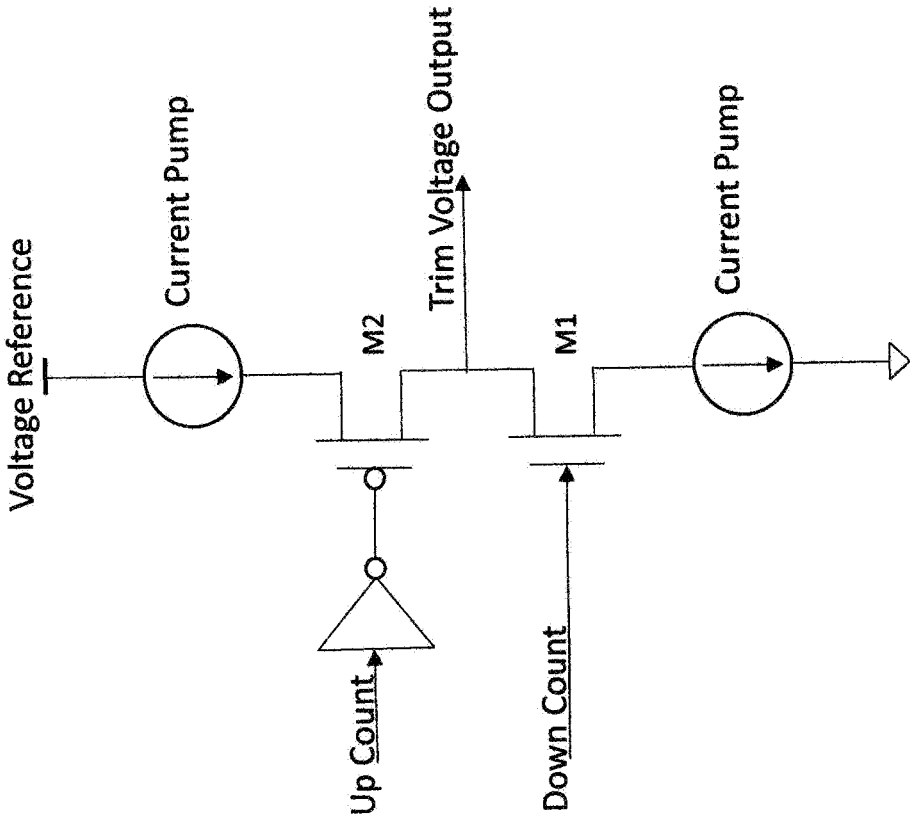 Voltage Reference
Current Pump
M2
Up Count
Trim Voltage Output
M1
Down Count
Current Pump